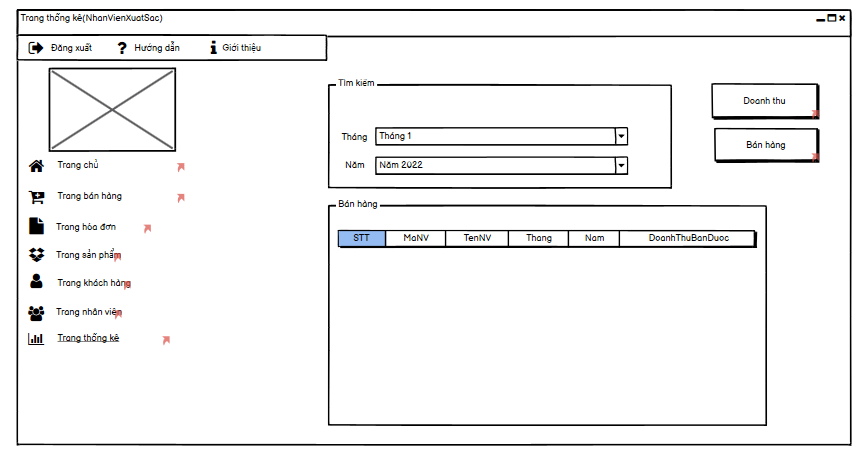 Trang thống kê(NhanVienXuatSac)
Đăng xuất ? Hướng dẫn Giới thiệu
Tìm kiếm
Doanh thu
Tháng Tháng 1
Bán hàng
Năm Năm 2022
Trang chủ
Trang bán hàng
Trang hóa đơn
Trang sản phẩm
Trang khách hàng
Trang nhân viên
Trang thống kê
Bán hàng
STT MaNV TenNV Thang Nam DoanhThuBanDuoc